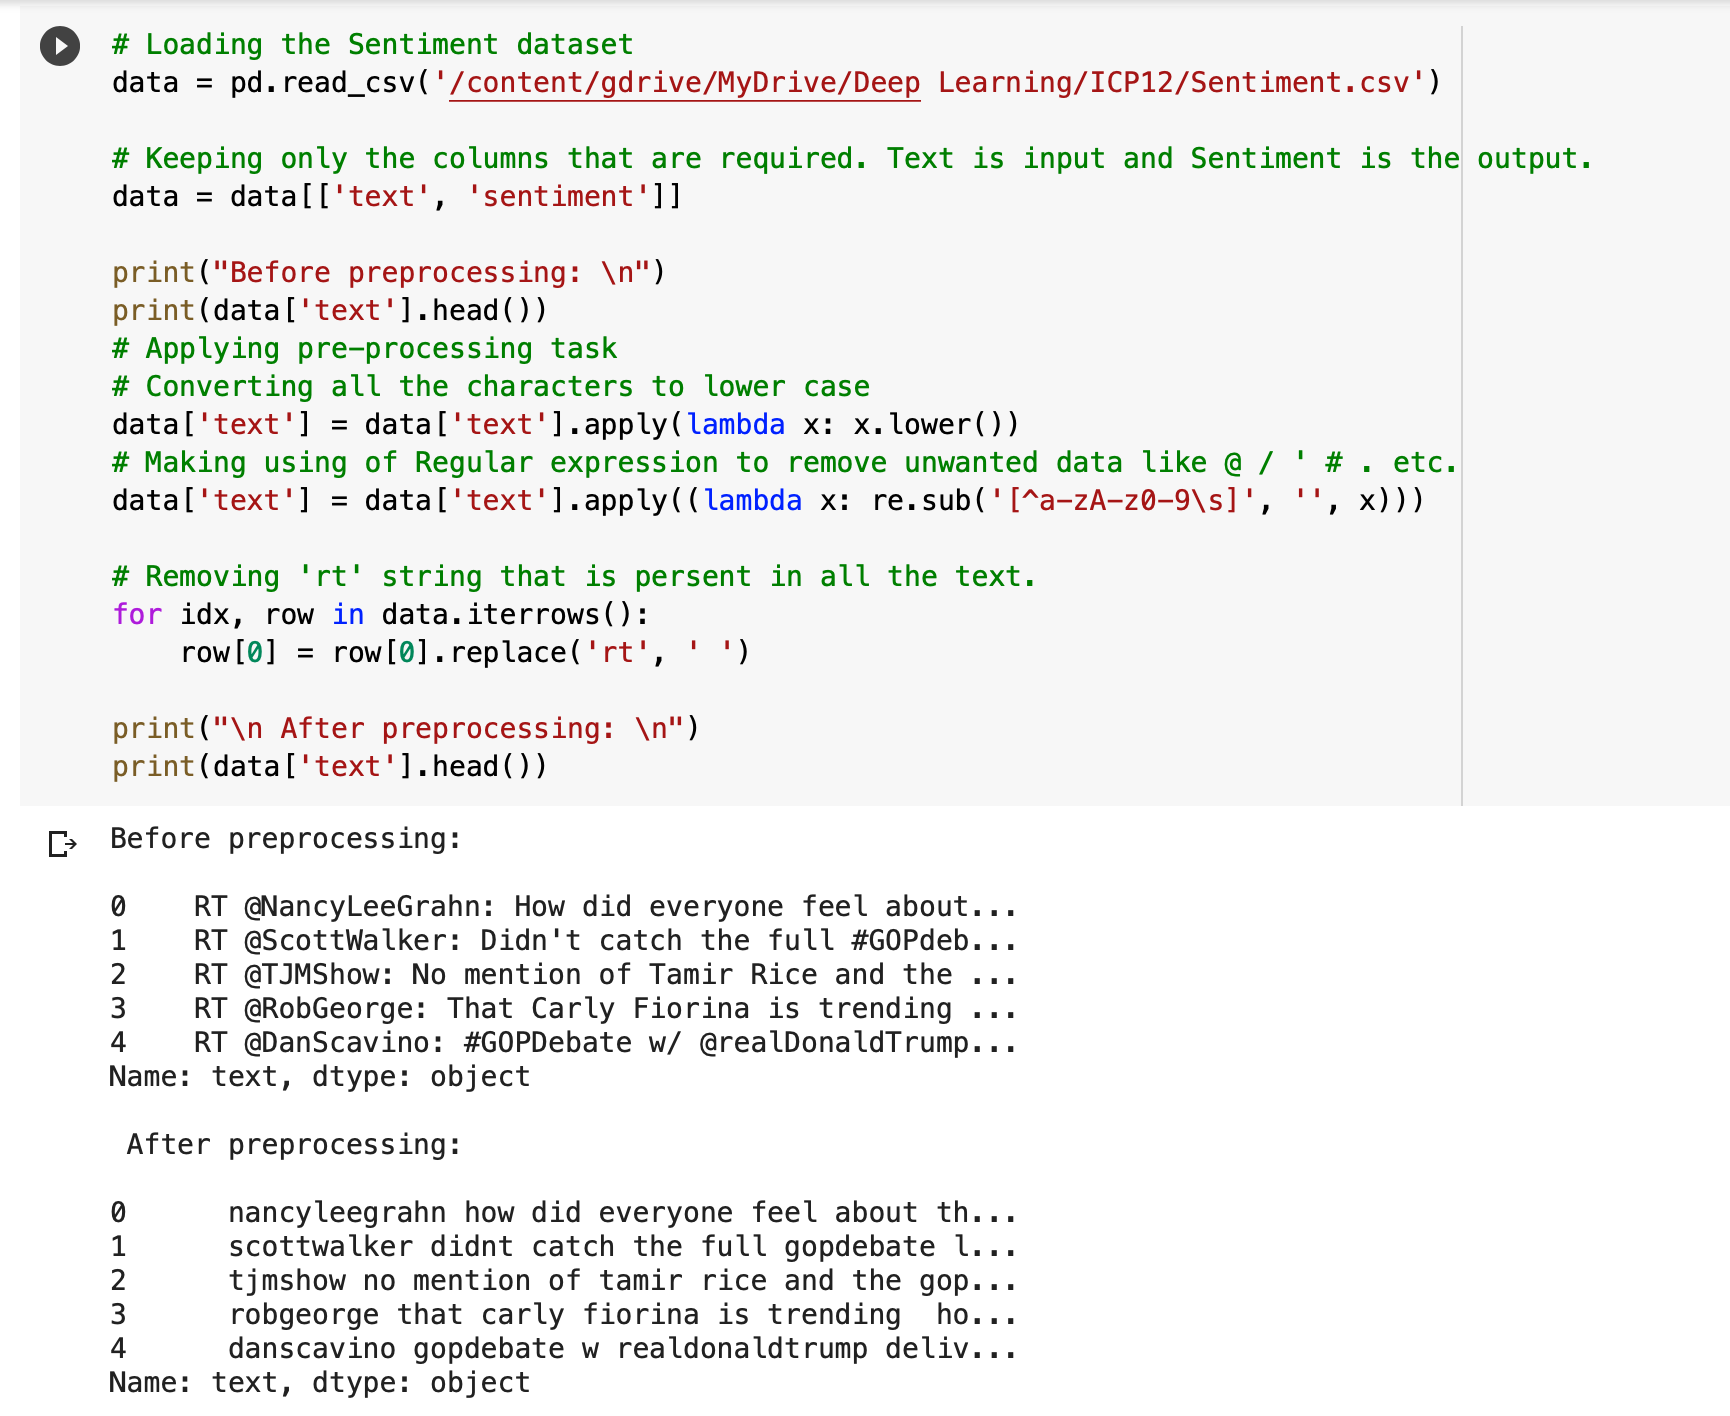 # Loading the Sentiment dataset
data = pd.read_csv('/content/gdrive/MyDrive/Deep Learning/ICP12/Sentiment.csv')
# Keeping only the columns that are required. Text is input and Sentiment is the output.
data = data[['text', 'sentiment']]
print("Before preprocessing: \n")
print(data['text'].head())
# Applying pre-processing task
# Converting all the characters to lower case
data['text'] = data['text'].apply(lambda x: x.lower())
# Making using of Regular expression to remove unwanted data like @ / ' # . etc.
data['text'] = data['text'].apply((lambda x: re.sub('[^a-zA-z0-9\s]', '', x)))
# Removing 'rt' string that is persent in all the text.
for idx, row in data.iterrows():
    row[0] = row[0].replace('rt', ' ')
print("\n After preprocessing: \n")
print(data['text'].head())
Before preprocessing:
0    RT @NancyLeeGrahn: How did everyone feel about...
1    RT @ScottWalker: Didn't catch the full #GOPdeb...
2    RT @TJMShow: No mention of Tamir Rice and the ...
3    RT @RobGeorge: That Carly Fiorina is trending ...
4    RT @DanScavino: #GOPDebate w/ @realDonaldTrump...
Name: text, dtype: object
 After preprocessing:
0      nancyleegrahn how did everyone feel about th...
1      scottwalker didnt catch the full gopdebate l...
2      tjmshow no mention of tamir rice and the gop...
3      robgeorge that carly fiorina is trending  ho...
4      danscavino gopdebate w realdonaldtrump deliv...
Name: text, dtype: object